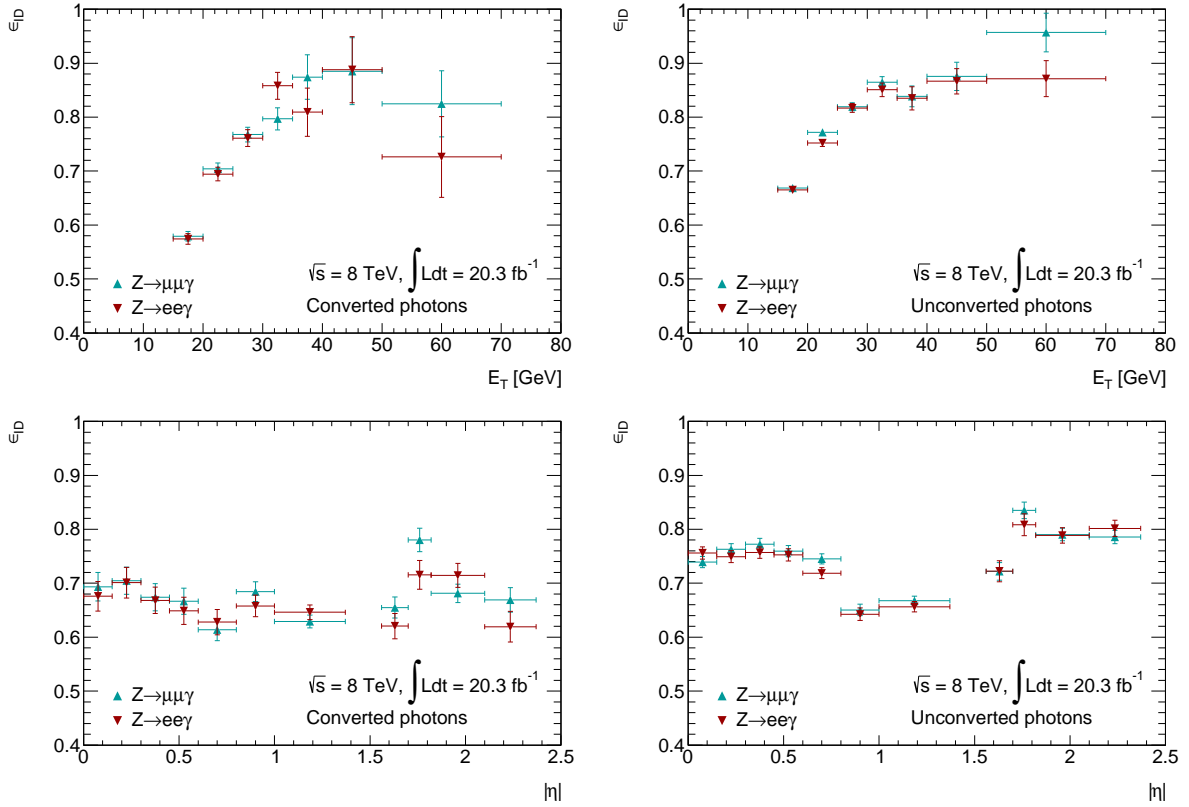 ϵ_ID
1
0.9
0.8
0.7
0.6
0.5
0.4
√s = 8 TeV, ∫Ldt = 20.3 fb⁻¹
Z→μμγ
Z→eeγ
Converted photons
0 10 20 30 40 50 60 70 80
E_T [GeV]
ϵ_ID
1
0.9
0.8
0.7
0.6
0.5
0.4
√s = 8 TeV, ∫Ldt = 20.3 fb⁻¹
Z→μμγ
Z→eeγ
Unconverted photons
0 10 20 30 40 50 60 70 80
E_T [GeV]
ϵ_ID
1
0.9
0.8
0.7
0.6
0.5
0.4
√s = 8 TeV, ∫Ldt = 20.3 fb⁻¹
Z→μμγ
Z→eeγ
Converted photons
0 0.5 1 1.5 2 2.5
|η|
ϵ_ID
1
0.9
0.8
0.7
0.6
0.5
0.4
√s = 8 TeV, ∫Ldt = 20.3 fb⁻¹
Z→μμγ
Z→eeγ
Unconverted photons
0 0.5 1 1.5 2 2.5
|η|